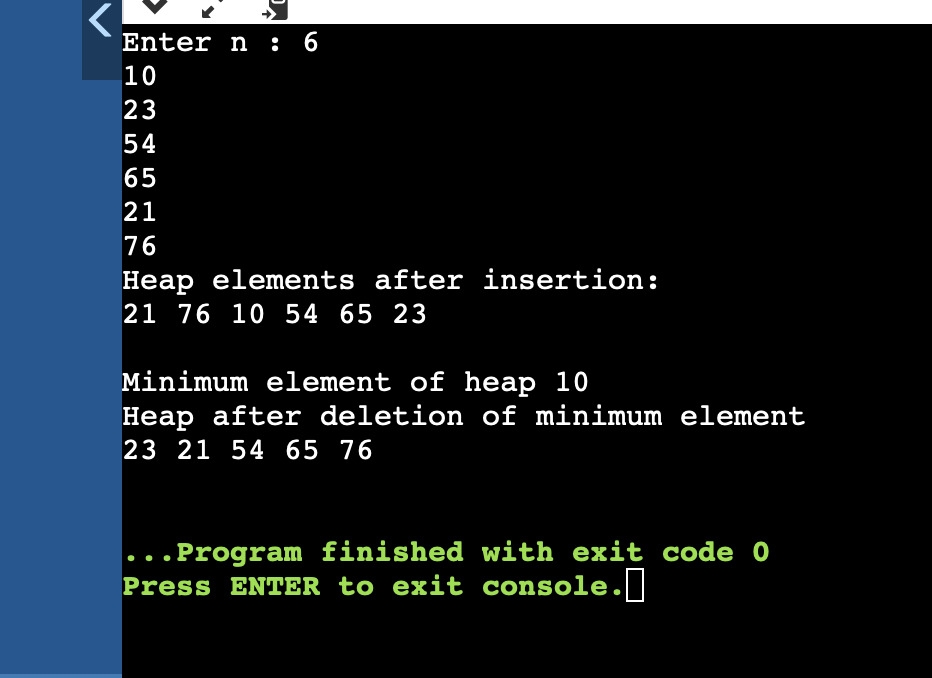 Enter n : 6
10
23
54
65
21
76
Heap elements after insertion:
21 76 10 54 65 23
Minimum element of heap 10
Heap after deletion of minimum element
23 21 54 65 76
...Program finished with exit code 0
Press ENTER to exit console.